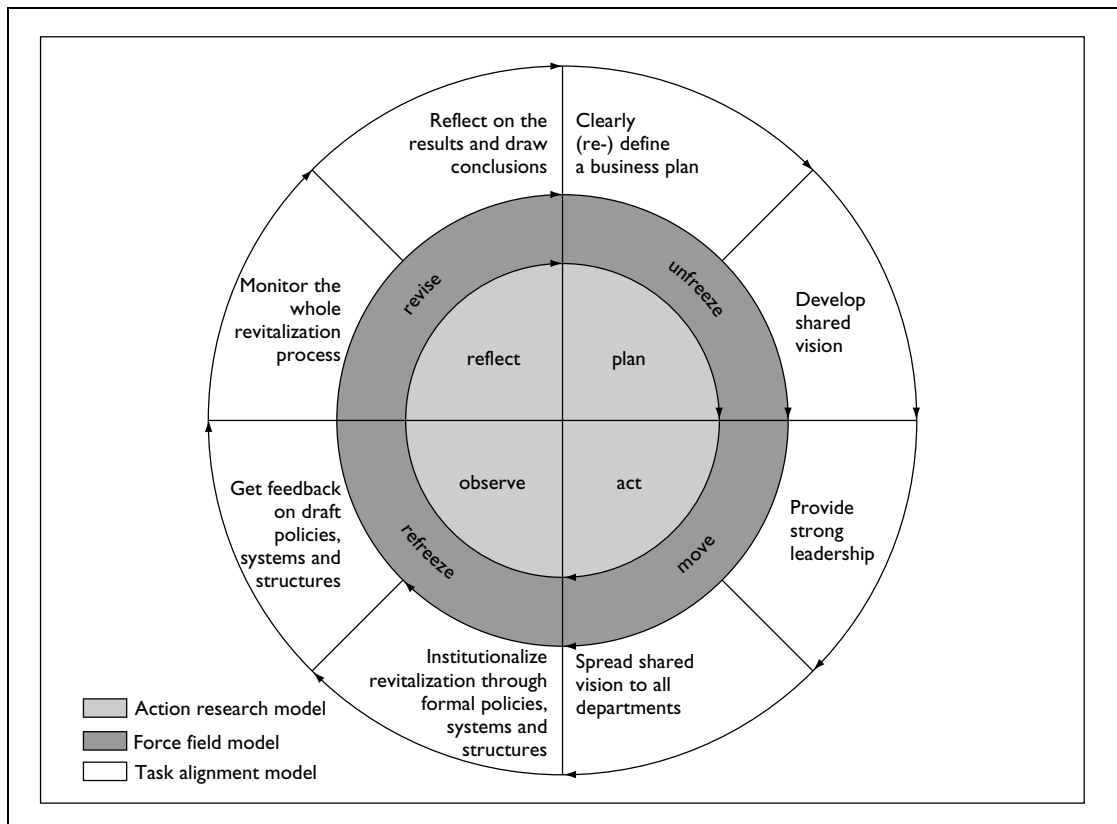 Reflect on the
results and draw
conclusions
Clearly
(re-) define
a business plan
Monitor the
whole
revitalization
process
revise
unfreeze
Develop
shared
vision
reflect
plan
observe
act
Get feedback
on draft
policies,
systems and
structures
refreeze
move
Provide
strong
leadership
Institutionalize
revitalization through
formal policies,
systems and
structures
Spread shared
vision to all
departments
Action research model
Force field model
Task alignment model